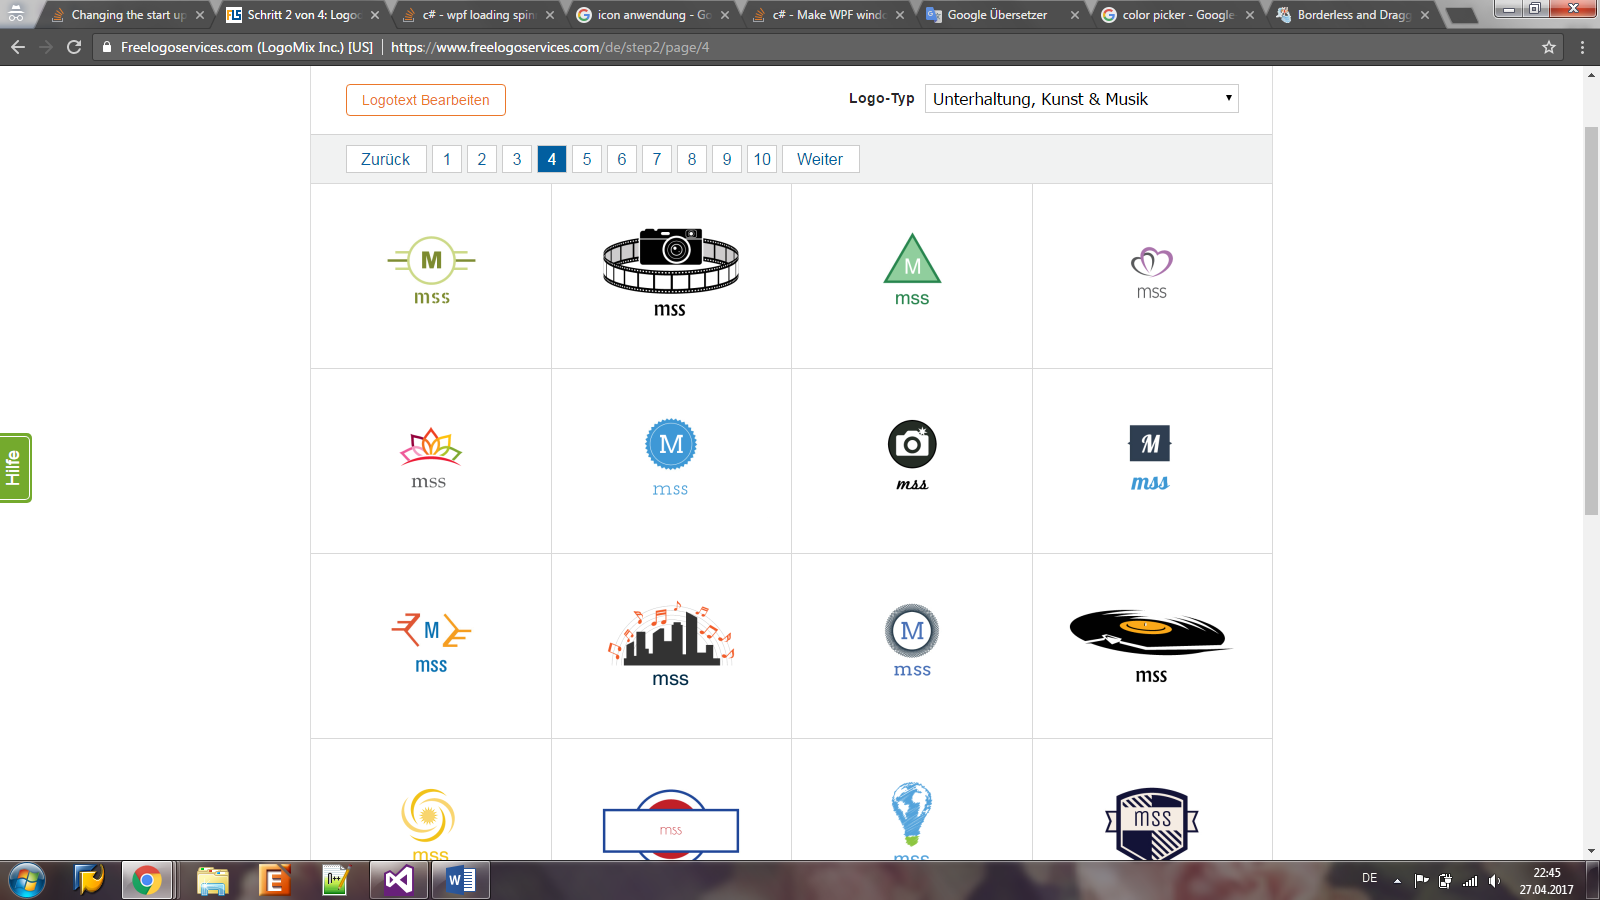 Changing the start up
Schritt 2 von 4: Logo
c# - wpf loading spin
icon anwendung - Go
c# - Make WPF wind
Google Übersetzer
color picker - Google
Borderless and Dragg
Freelogoservices.com (LogoMix Inc.) [US]
https://www.freelogoservices.com/de/step2/page/4
Logotext Bearbeiten
Logo-Typ
Unterhaltung, Kunst & Musik
Zurück 1 2 3 4 5 6 7 8 9 10 Weiter
M
mss
mss
M
mss
mss
mss
M
mss
mss
M
mss
M
mss
mss
M
mss
mss
mss
mss
mss
mss
Hilfe
DE
22:45
27.04.2017